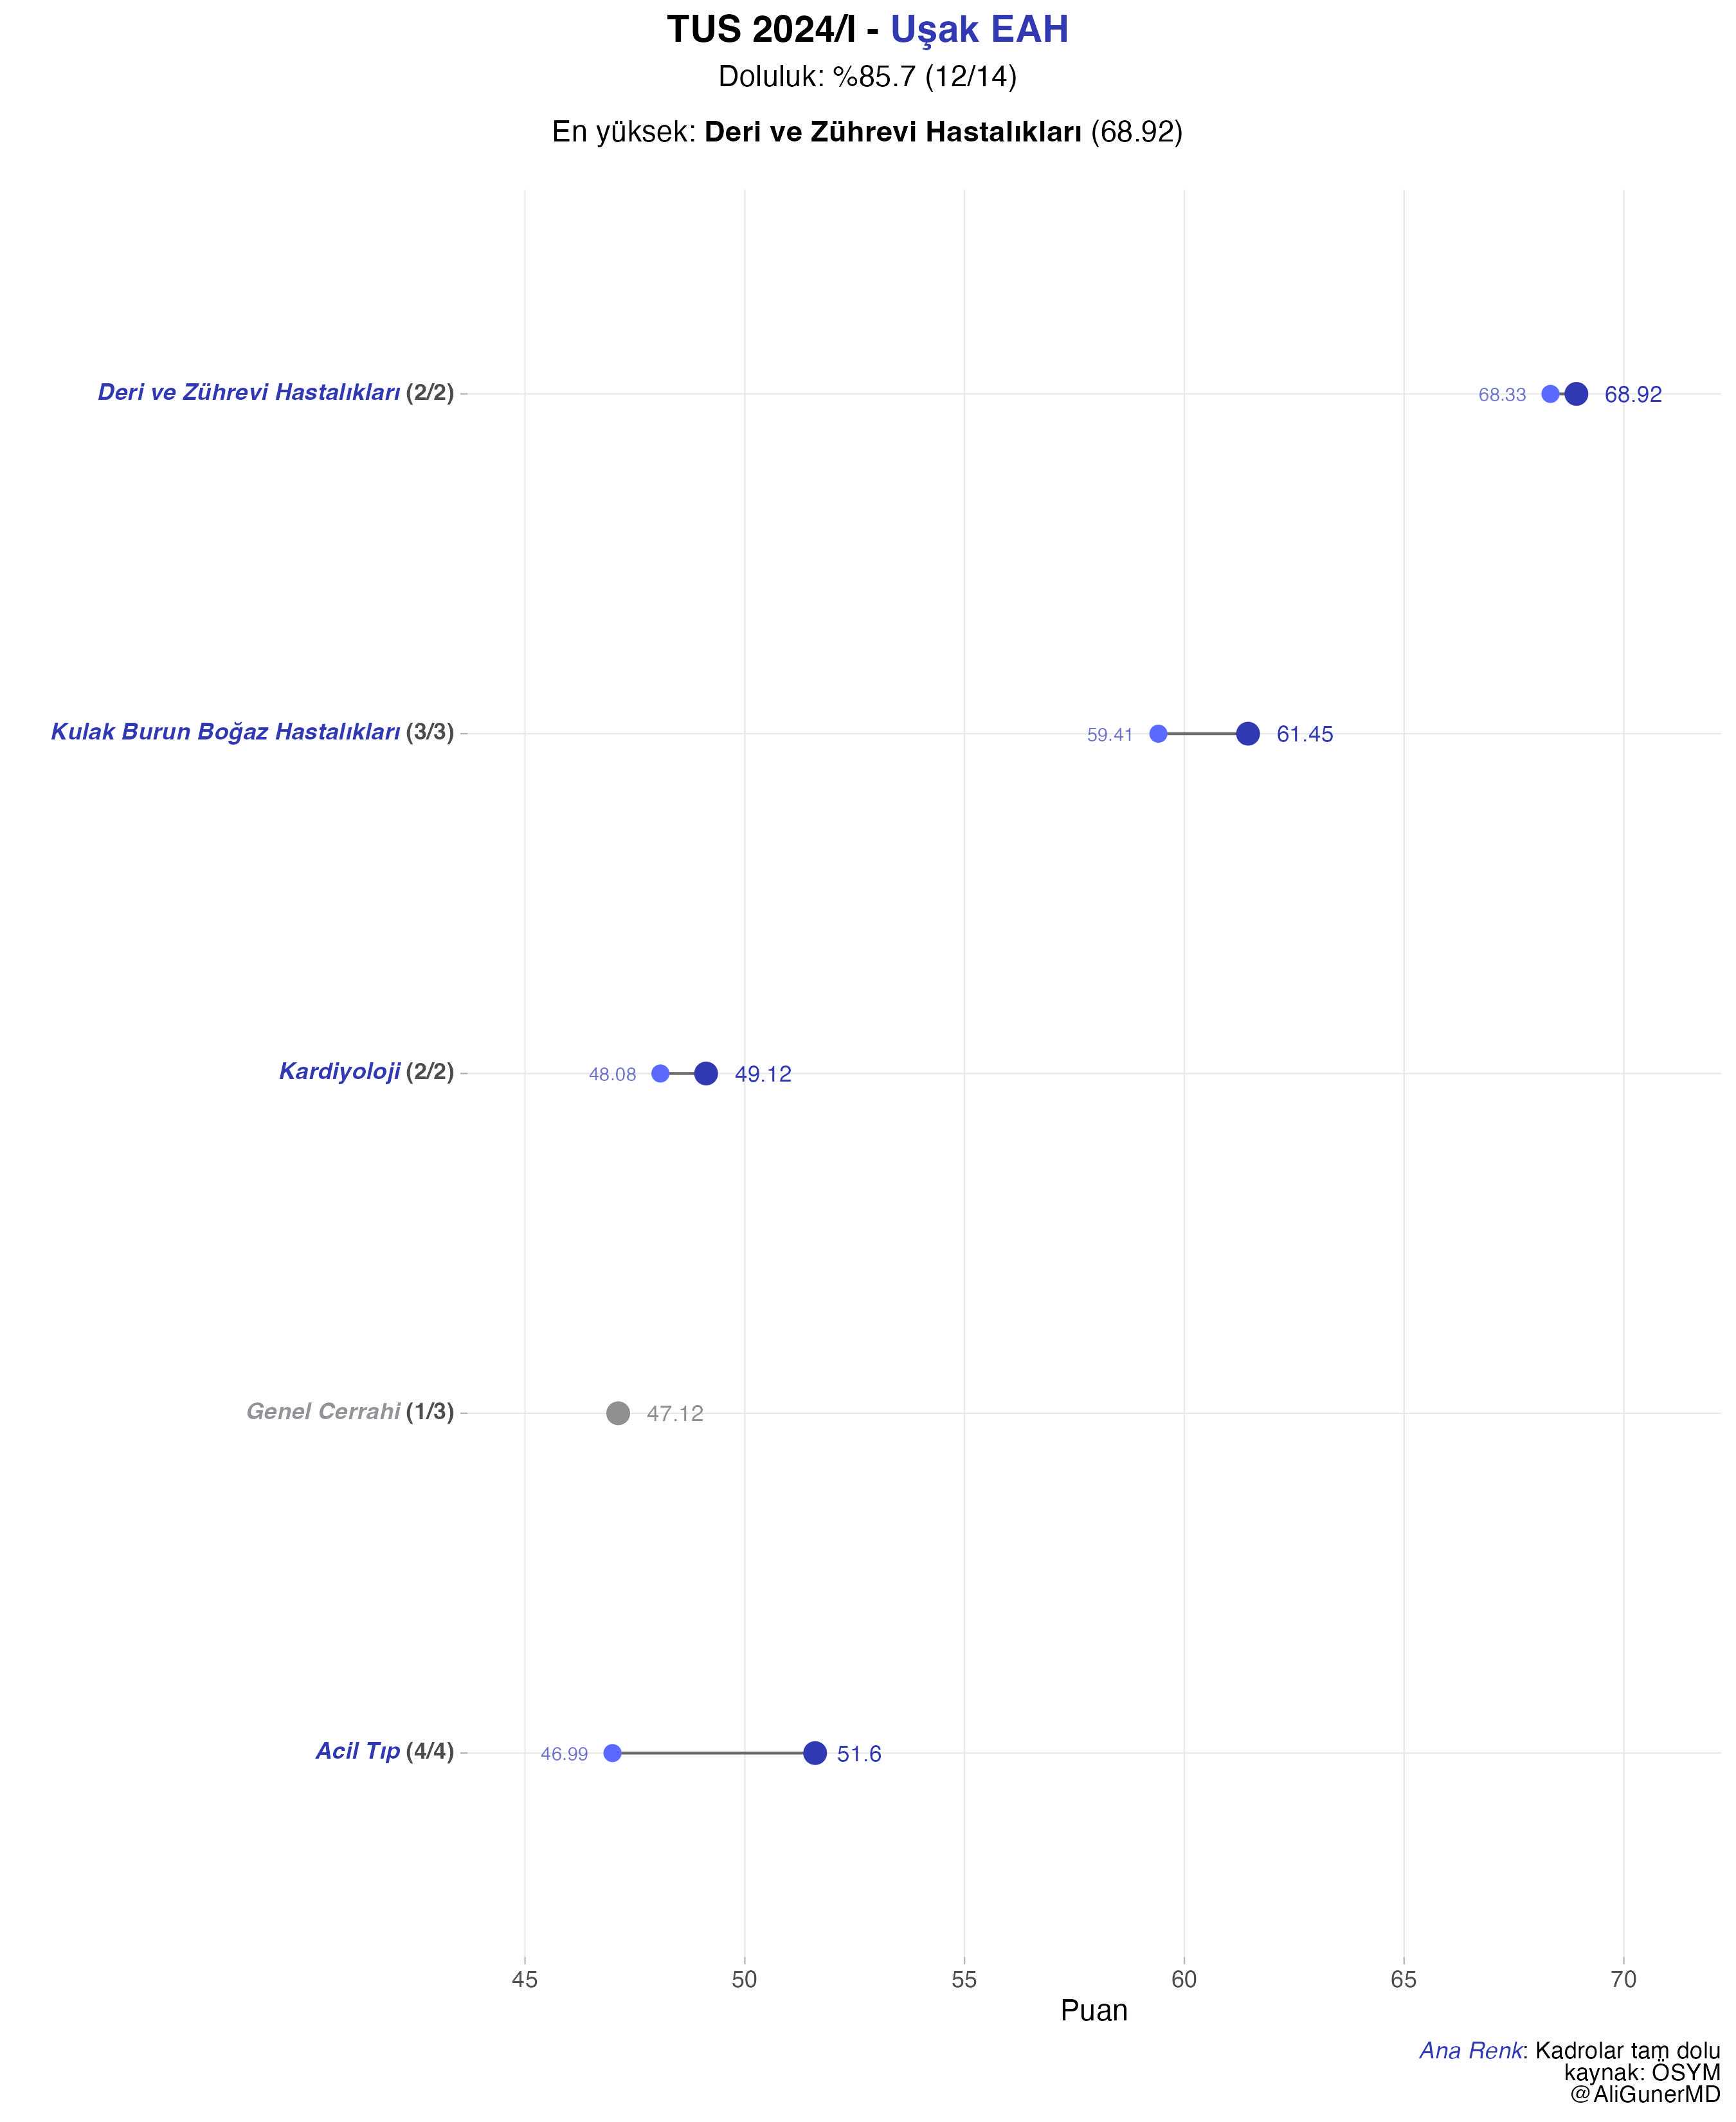 TUS 2024/I - Uşak EAH
Doluluk: %85.7 (12/14)
En yüksek: Deri ve Zührevi Hastalıkları (68.92)
Deri ve Zührevi Hastalıkları (2/2)
68.33
68.92
Kulak Burun Boğaz Hastalıkları (3/3)
59.41
61.45
Kardiyoloji (2/2)
48.08
49.12
Genel Cerrahi (1/3)
47.12
Acil Tıp (4/4)
46.99
51.6
45 50 55 60 65 70
Puan
Ana Renk: Kadrolar tam dolu
kaynak: ÖSYM
@AliGunerMD